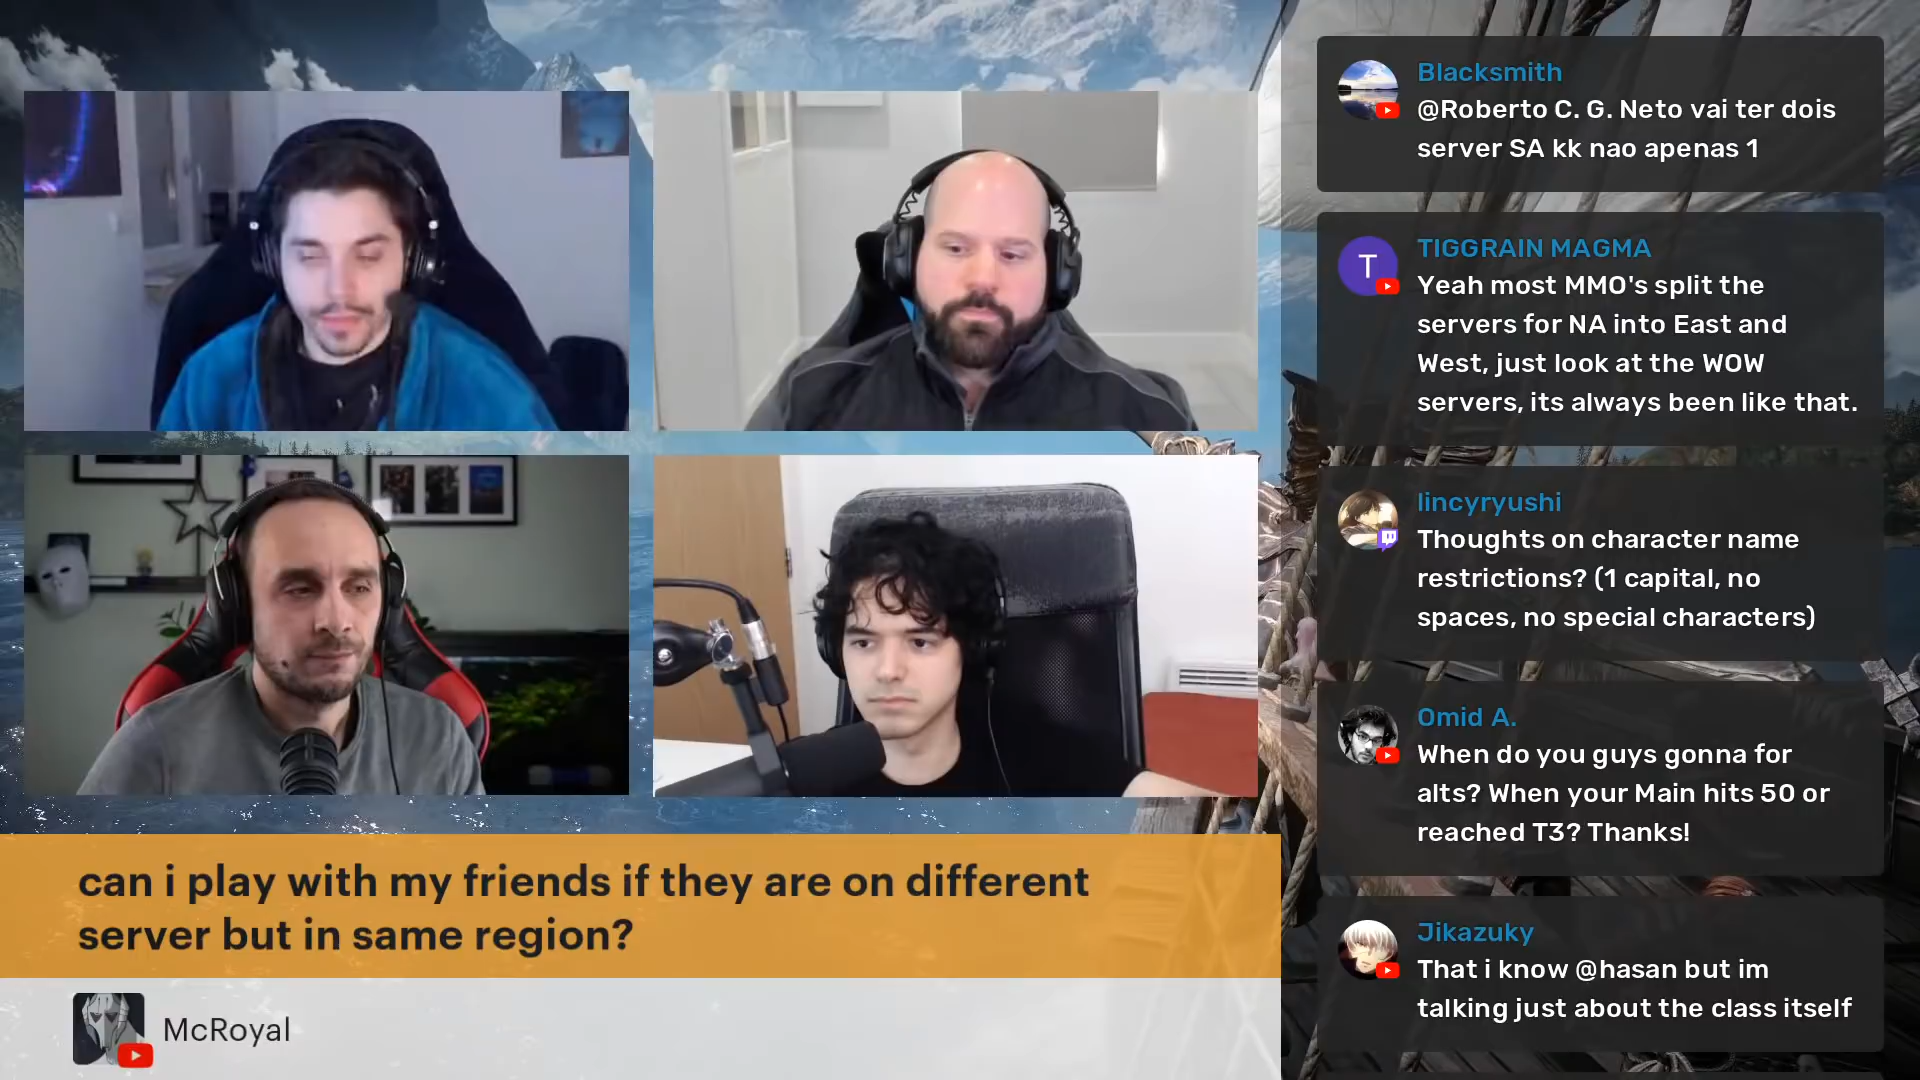 can i play with my friends if they are on different
server but in same region?
McRoyal
Blacksmith
@Roberto C. G. Neto vai ter dois
server SA kk nao apenas 1
T
TIGGRAIN MAGMA
Yeah most MMO's split the
servers for NA into East and
West, just look at the WOW
servers, its always been like that.
lincyryushi
Thoughts on character name
restrictions? (1 capital, no
spaces, no special characters)
Omid A.
When do you guys gonna for
alts? When your Main hits 50 or
reached T3? Thanks!
Jikazuky
That i know @hasan but im
talking just about the class itself